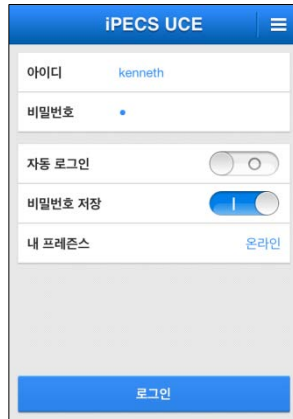 iPECS UCE
아이디 kenneth
비밀번호 •
자동 로그인
비밀번호 저장
내 프레즌스 온라인
로그인